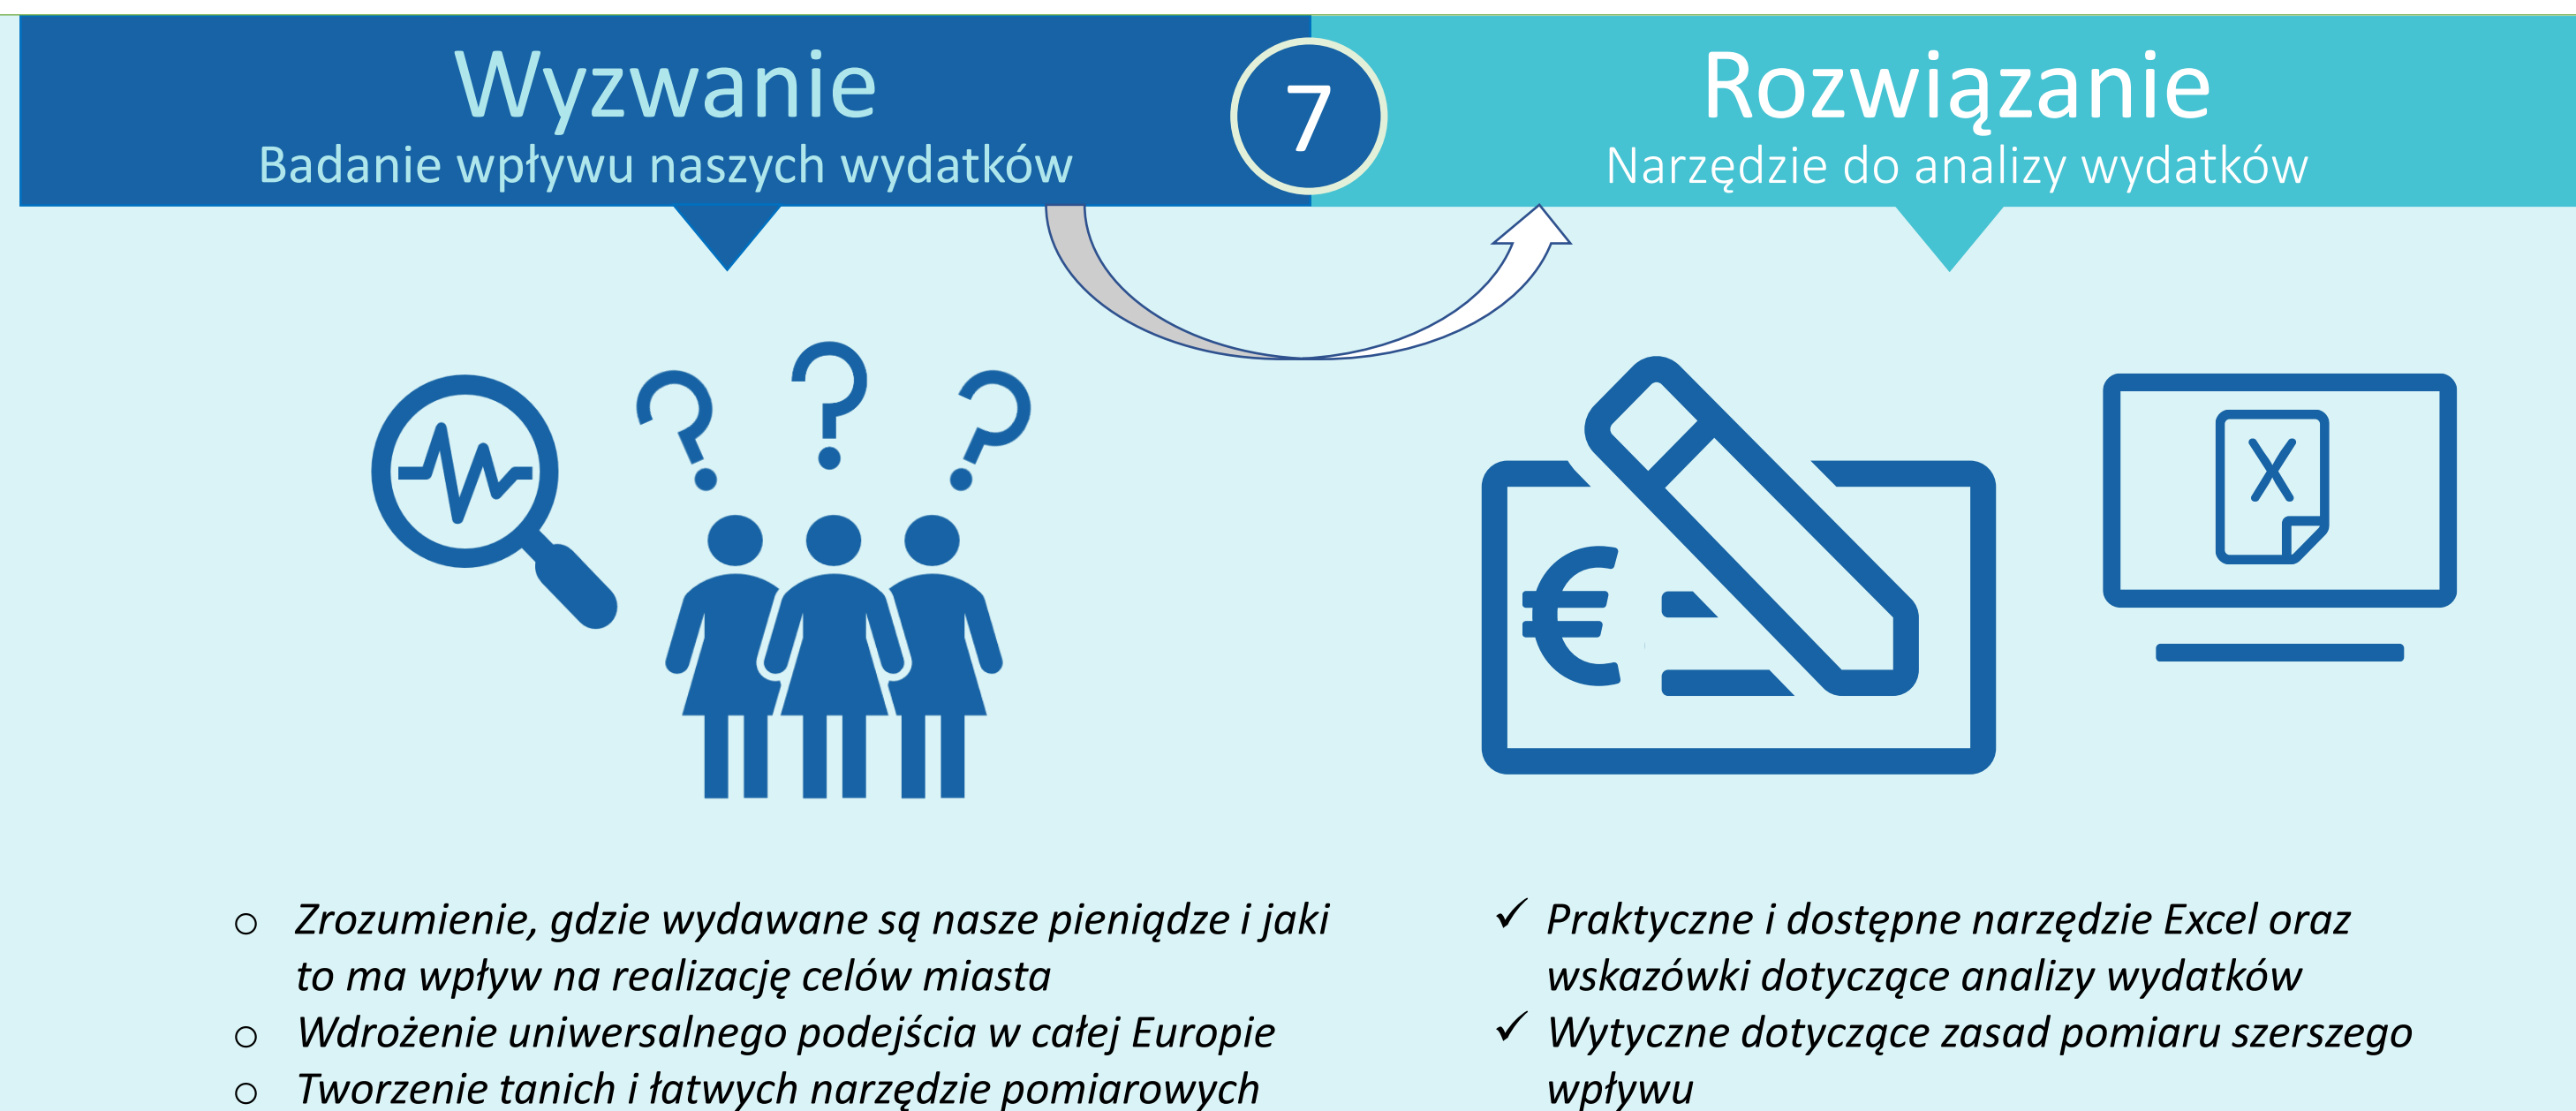 Wyzwanie
Badanie wpływu naszych wydatków
7
Rozwiązanie
Narzędzie do analizy wydatków
? ? ?
€
X
o Zrozumienie, gdzie wydawane są nasze pieniądze i jaki
to ma wpływ na realizację celów miasta
o Wdrożenie uniwersalnego podejścia w całej Europie
o Tworzenie tanich i łatwych narzędzie pomiarowych
✓ Praktyczne i dostępne narzędzie Excel oraz
wskazówki dotyczące analizy wydatków
✓ Wytyczne dotyczące zasad pomiaru szerszego
wpływu